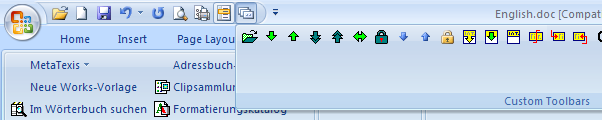 English.doc [Compat
Home Insert Page Layou
MetaTexis Adressbuch-
Neue Works-Vorlage Clipsammlu
Im Wörterbuch suchen Formatierungskatalog
Custom Toolbars